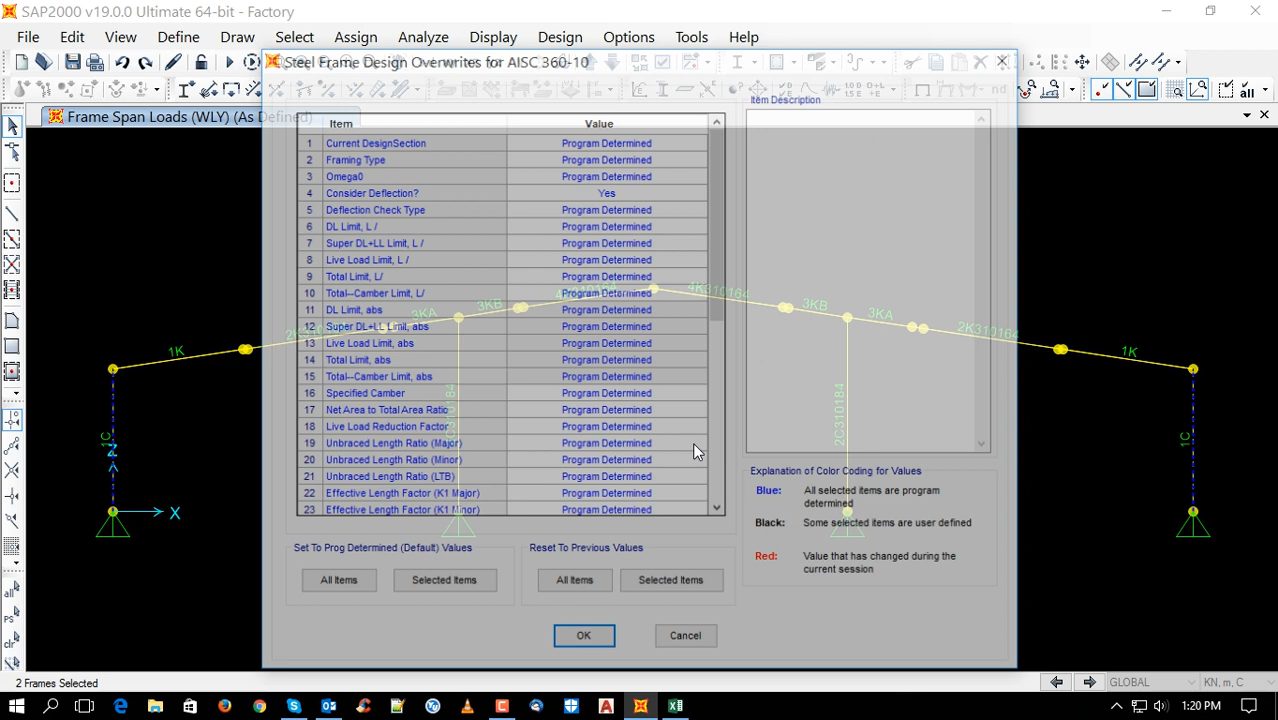 SAP2000 v19.0.0 Ultimate 64-bit - Factory
File Edit View Define Draw Select Assign Analyze Display Design Options Tools Help
Steel Frame Design Overwrites for AISC 360-10
nd
all
Frame Span Loads (WLY) (As Defined)
Item Value
1 Current DesignSection Program Determined
2 Framing Type Program Determined
3 Omega0 Program Determined
4 Consider Deflection? Yes
5 Deflection Check Type Program Determined
6 DL Limit, L / Program Determined
7 Super DL+LL Limit, L / Program Determined
8 Live Load Limit, L / Program Determined
9 Total Limit, L/ Program Determined
10 Total--Camber Limit, L/ Program Determined
11 DL Limit, abs Program Determined
12 Super DL+LL Limit, abs Program Determined
13 Live Load Limit, abs Program Determined
14 Total Limit, abs Program Determined
15 Total--Camber Limit, abs Program Determined
16 Specified Camber Program Determined
17 Net Area to Total Area Ratio Program Determined
18 Live Load Reduction Factor Program Determined
19 Unbraced Length Ratio (Major) Program Determined
20 Unbraced Length Ratio (Minor) Program Determined
21 Unbraced Length Ratio (LTB) Program Determined
22 Effective Length Factor (K1 Major) Program Determined
23 Effective Length Factor (K1 Minor) Program Determined
Item Description
Explanation of Color Coding for Values
Blue: All selected items are program
determined
Black: Some selected items are user defined
Red: Value that has changed during the
current session
Set To Prog Determined (Default) Values
All Items Selected Items
Reset To Previous Values
All Items Selected Items
OK Cancel
1K
3KA
3KB
4K310164
3KB
3KA
2K310164
1K
1C
2C310184
2C310184
1C
Z
X
all
PS
clr
2 Frames Selected
GLOBAL
KN, m, C
1:20 PM